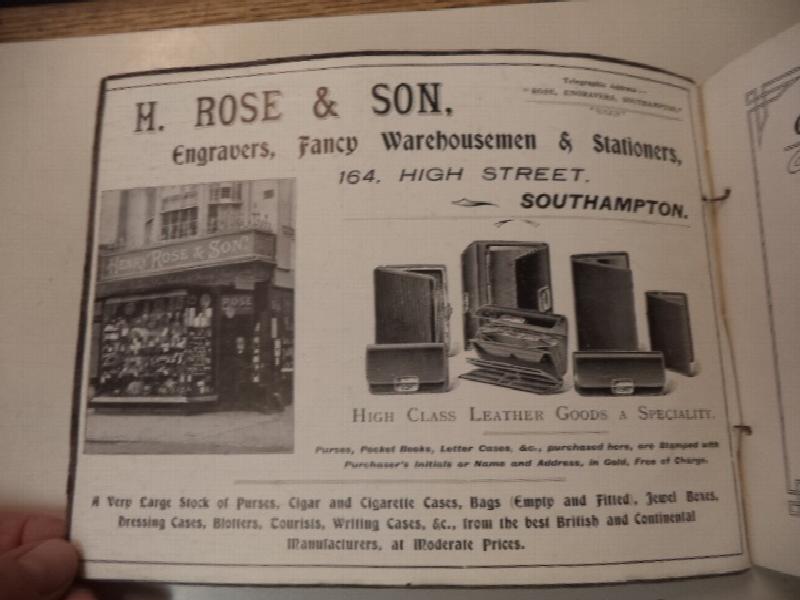 Telegraphic Address:—
"ROSE, ENGRAVERS, SOUTHAMPTON."
H. ROSE & SON,
Engravers, Fancy Warehousemen & Stationers,
164, HIGH STREET,
SOUTHAMPTON.
HENRY ROSE & SON
ROSE
HIGH CLASS LEATHER GOODS A SPECIALITY.
Purses, Pocket Books, Letter Cases, &c., purchased here, are Stamped with
Purchaser's Initials or Name and Address, in Gold, Free of Charge.
A Very Large Stock of Purses, Cigar and Cigarette Cases, Bags (Empty and Fitted), Jewel Boxes,
Dressing Cases, Blotters, Tourists, Writing Cases, &c., from the best British and Continental
Manufacturers, at Moderate Prices.